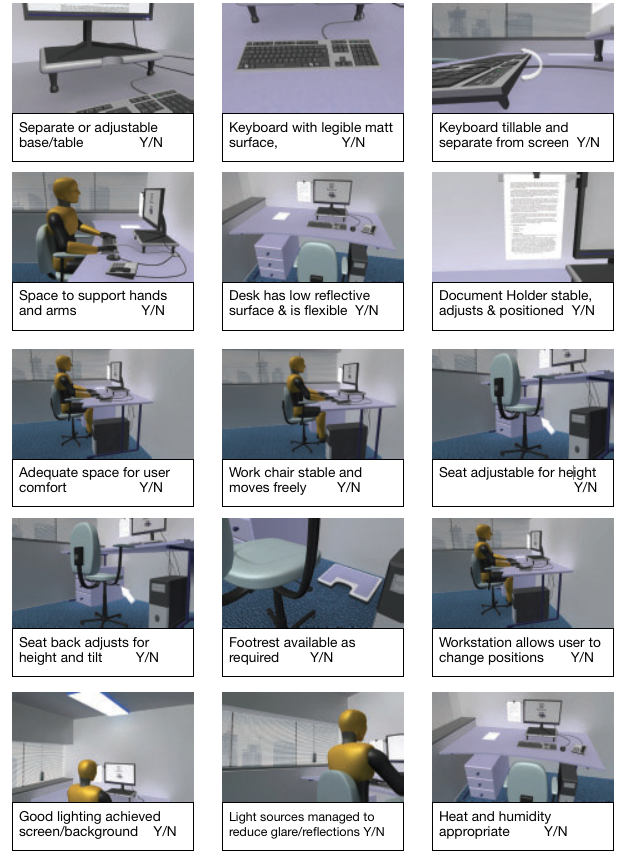 Separate or adjustable
base/table Y/N
Keyboard with legible matt
surface, Y/N
Keyboard tillable and
separate from screen Y/N
Space to support hands
and arms Y/N
Desk has low reflective
surface & is flexible Y/N
Document Holder stable,
adjusts & positioned Y/N
Adequate space for user
comfort Y/N
Work chair stable and
moves freely Y/N
Seat adjustable for height
Y/N
Seat back adjusts for
height and tilt Y/N
Footrest available as
required Y/N
Workstation allows user to
change positions Y/N
Good lighting achieved
screen/background Y/N
Light sources managed to
reduce glare/reflections Y/N
Heat and humidity
appropriate Y/N